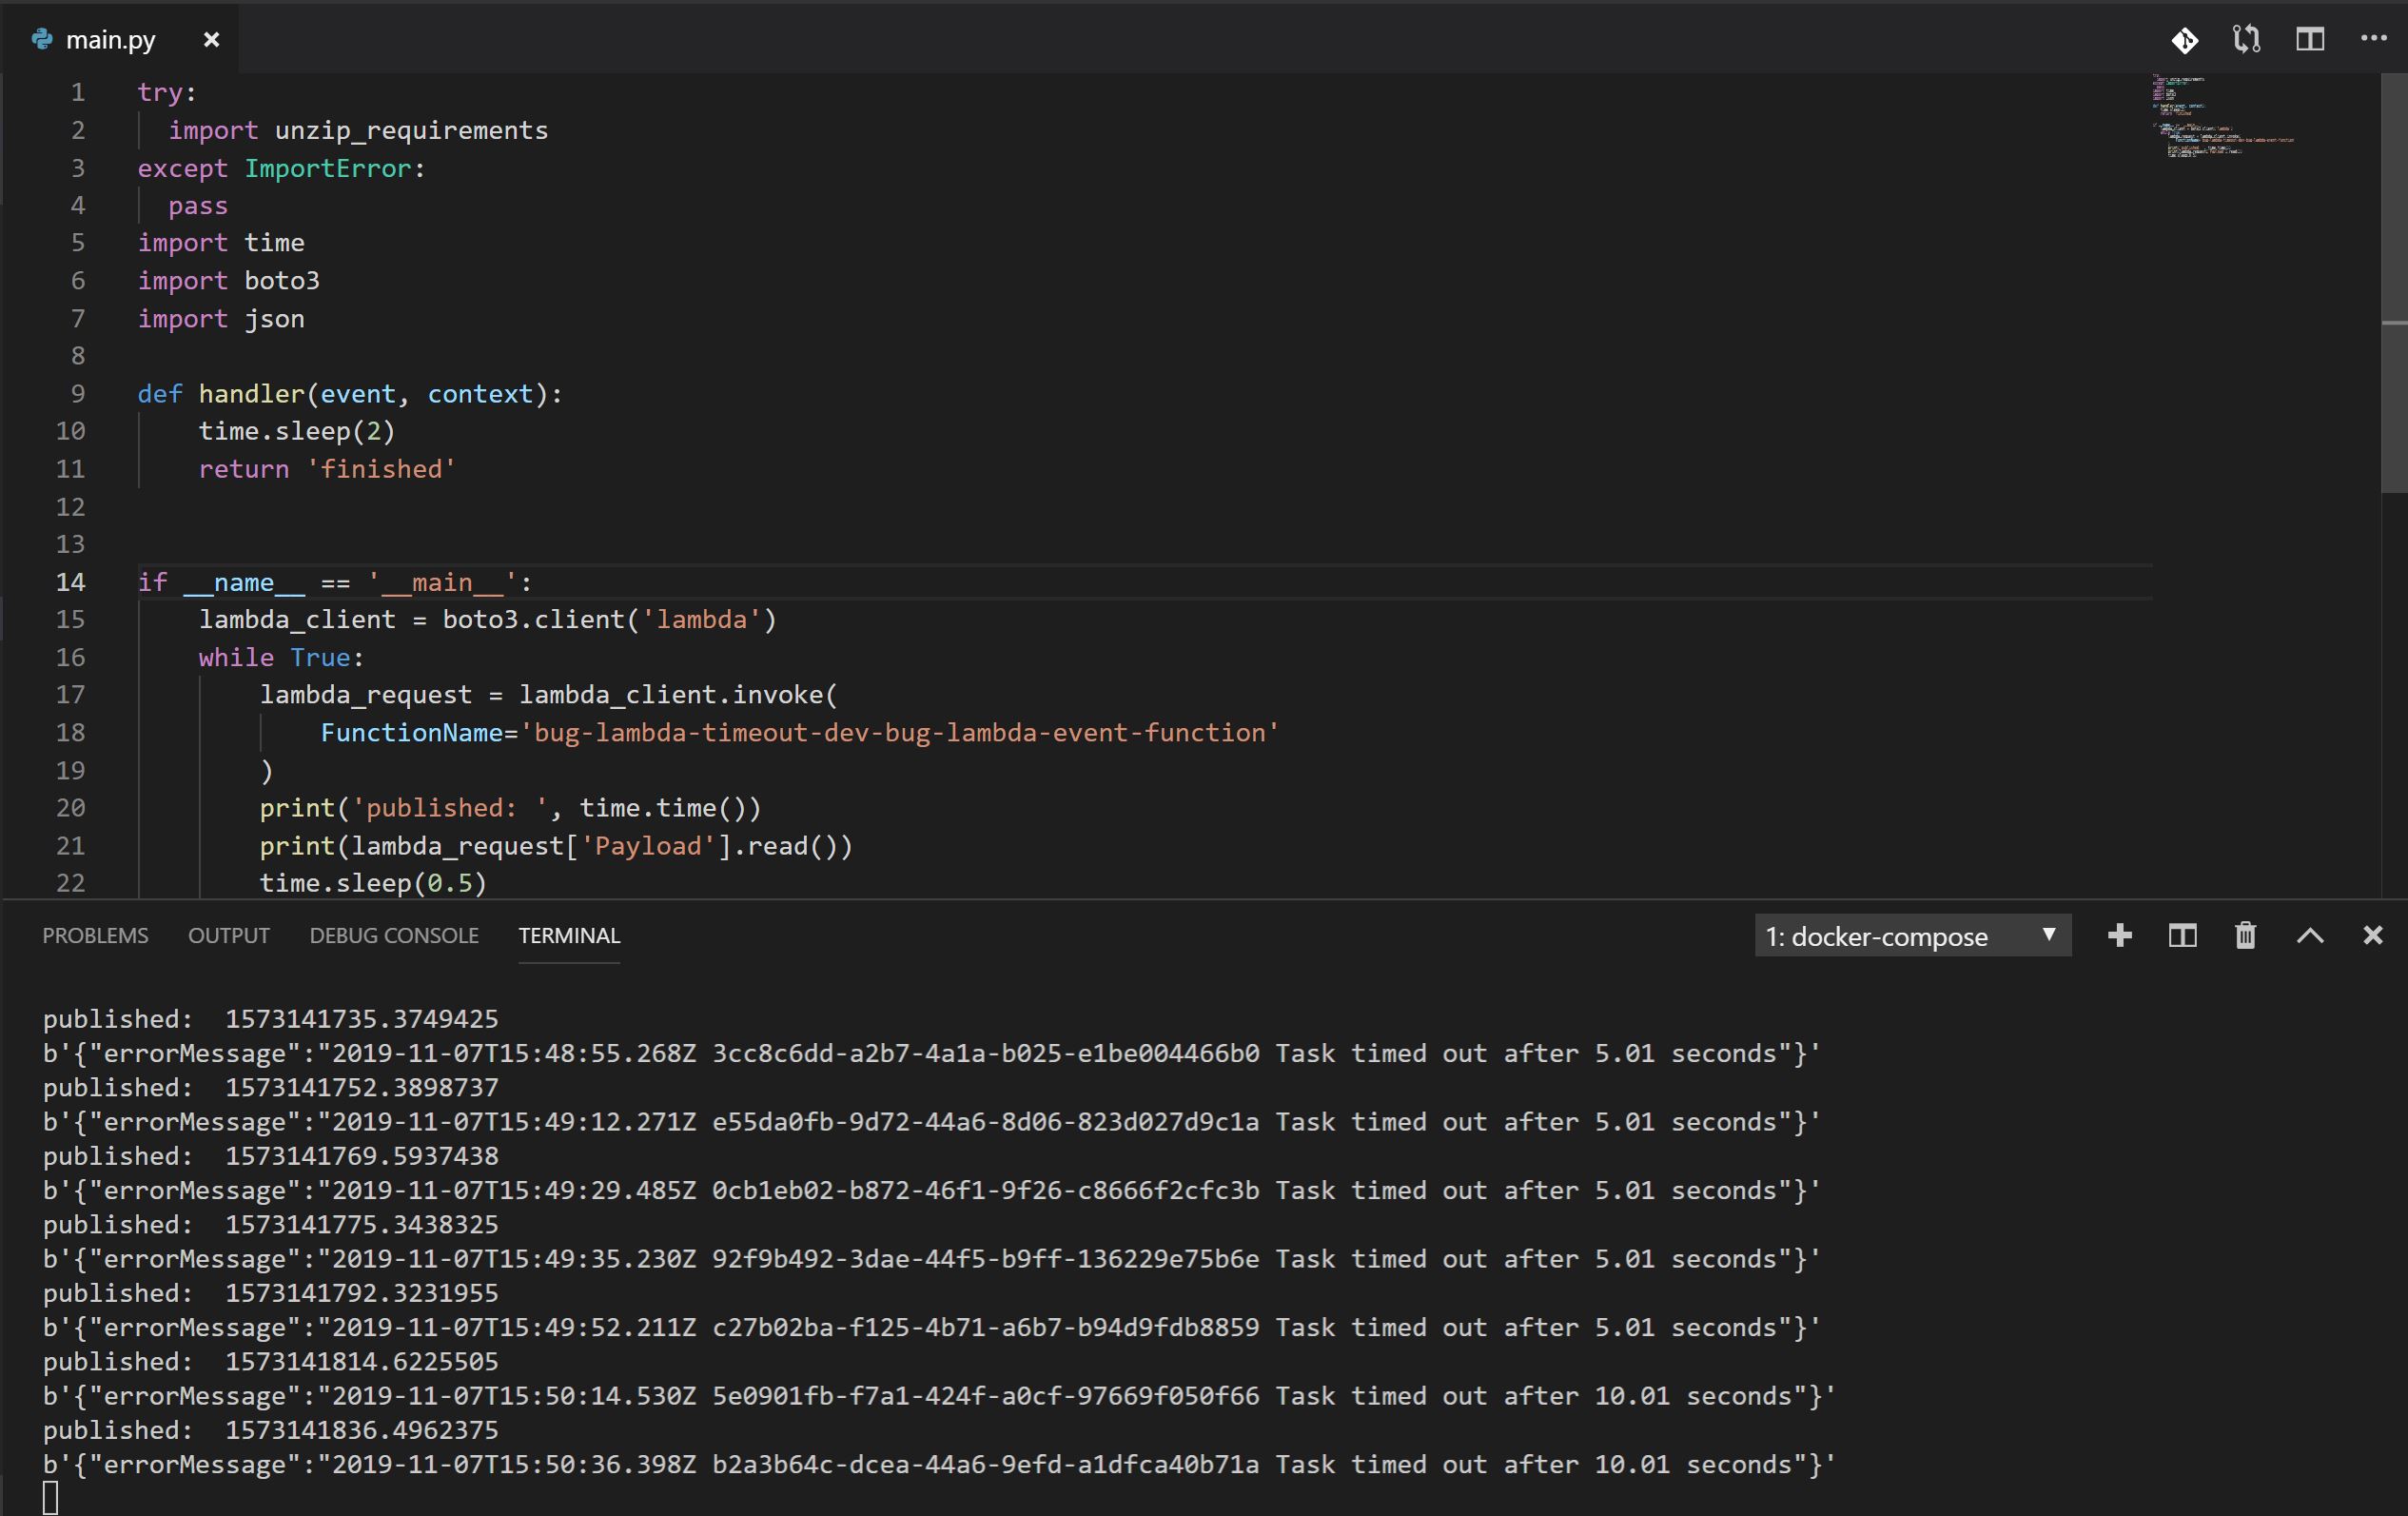 main.py
1 try:
2   import unzip_requirements
3 except ImportError:
4   pass
5 import time
6 import boto3
7 import json
8
9 def handler(event, context):
10     time.sleep(2)
11     return 'finished'
12
13
14 if __name__ == '__main__':
15     lambda_client = boto3.client('lambda')
16     while True:
17         lambda_request = lambda_client.invoke(
18             FunctionName='bug-lambda-timeout-dev-bug-lambda-event-function'
19         )
20         print('published: ', time.time())
21         print(lambda_request['Payload'].read())
22         time.sleep(0.5)
PROBLEMS OUTPUT DEBUG CONSOLE TERMINAL 1: docker-compose
published:  1573141735.3749425
b'{"errorMessage":"2019-11-07T15:48:55.268Z 3cc8c6dd-a2b7-4a1a-b025-e1be004466b0 Task timed out after 5.01 seconds"}'
published:  1573141752.3898737
b'{"errorMessage":"2019-11-07T15:49:12.271Z e55da0fb-9d72-44a6-8d06-823d027d9c1a Task timed out after 5.01 seconds"}'
published:  1573141769.5937438
b'{"errorMessage":"2019-11-07T15:49:29.485Z 0cb1eb02-b872-46f1-9f26-c8666f2cfc3b Task timed out after 5.01 seconds"}'
published:  1573141775.3438325
b'{"errorMessage":"2019-11-07T15:49:35.230Z 92f9b492-3dae-44f5-b9ff-136229e75b6e Task timed out after 5.01 seconds"}'
published:  1573141792.3231955
b'{"errorMessage":"2019-11-07T15:49:52.211Z c27b02ba-f125-4b71-a6b7-b94d9fdb8859 Task timed out after 5.01 seconds"}'
published:  1573141814.6225505
b'{"errorMessage":"2019-11-07T15:50:14.530Z 5e0901fb-f7a1-424f-a0cf-97669f050f66 Task timed out after 10.01 seconds"}'
published:  1573141836.4962375
b'{"errorMessage":"2019-11-07T15:50:36.398Z b2a3b64c-dcea-44a6-9efd-a1dfca40b71a Task timed out after 10.01 seconds"}'